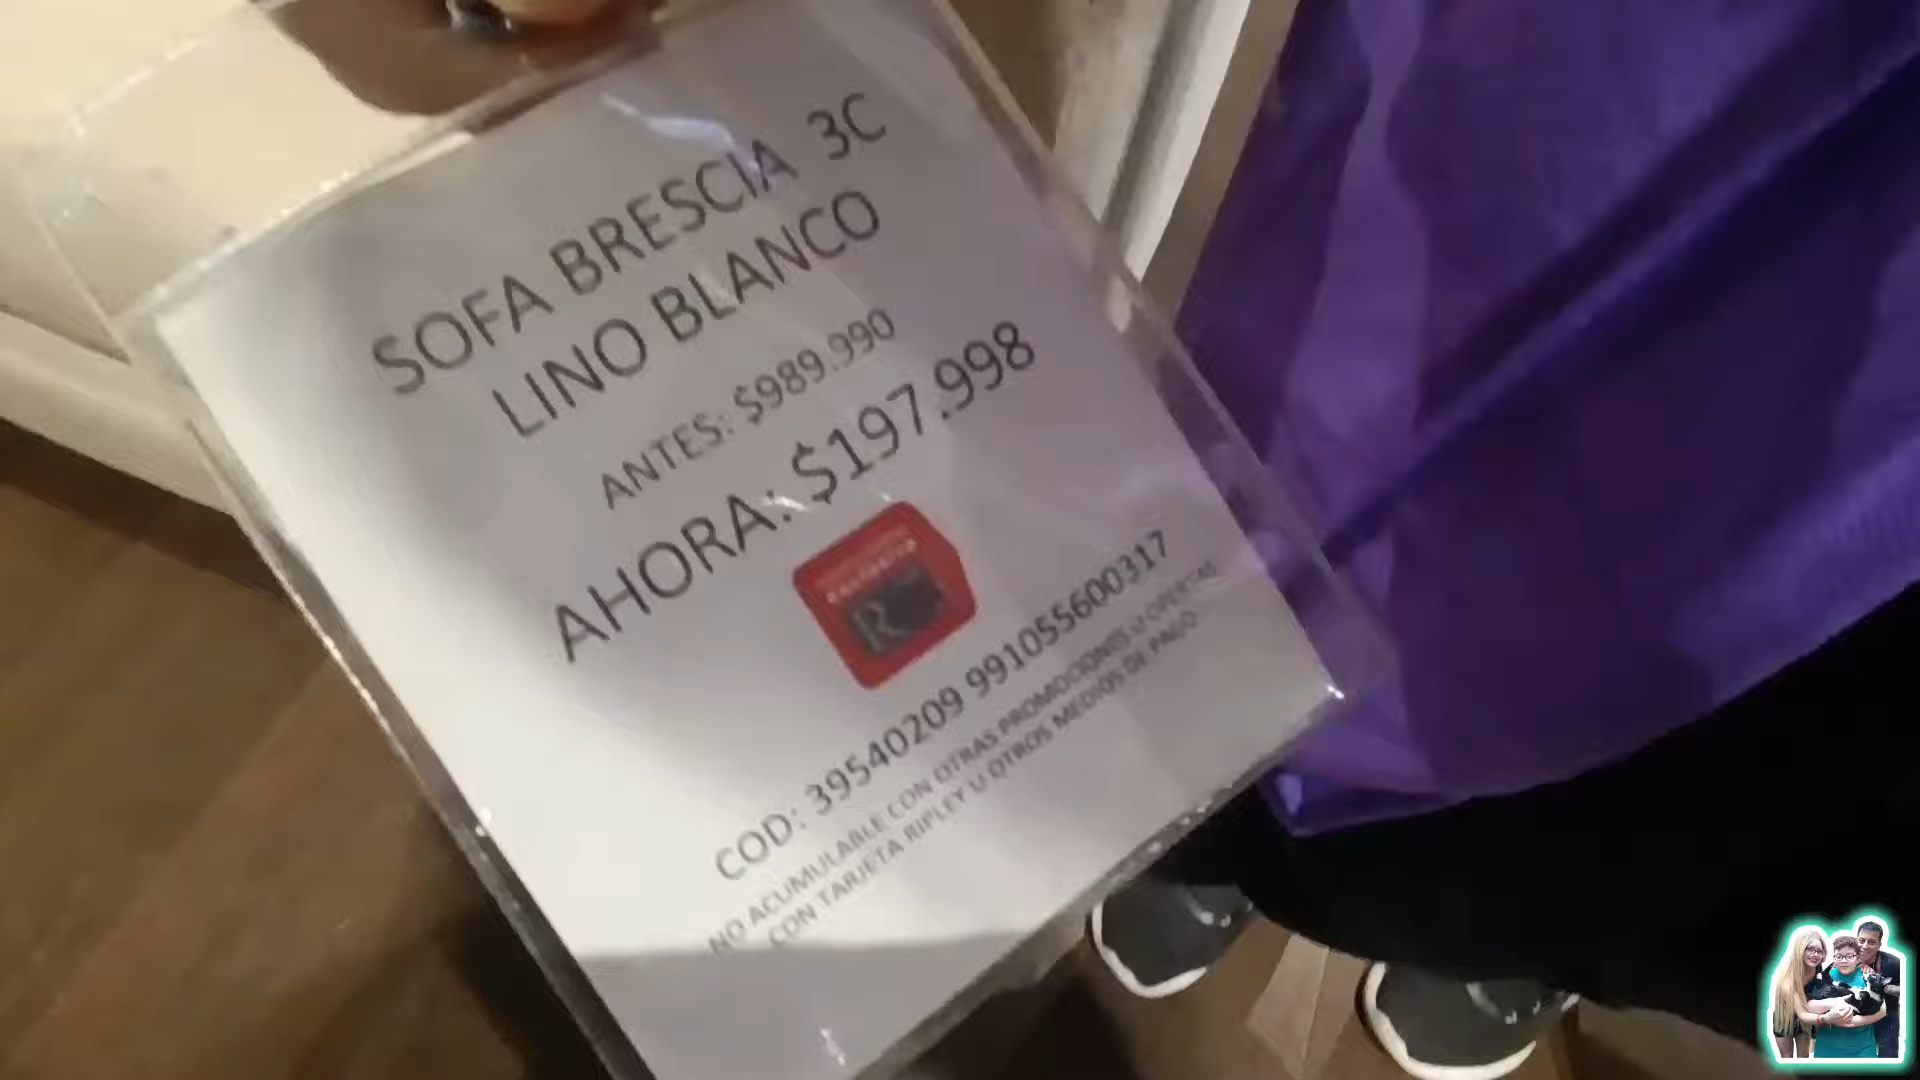 SOFA BRESCIA 3C
LINO BLANCO
ANTES: $989.990
AHORA: $197.998
R
COD: 39540209 9910556600317
NO ACUMULABLE CON OTRAS PROMOCIONES U OFERTAS
CON TARJETA RIPLEY U OTROS MEDIOS DE PAGO